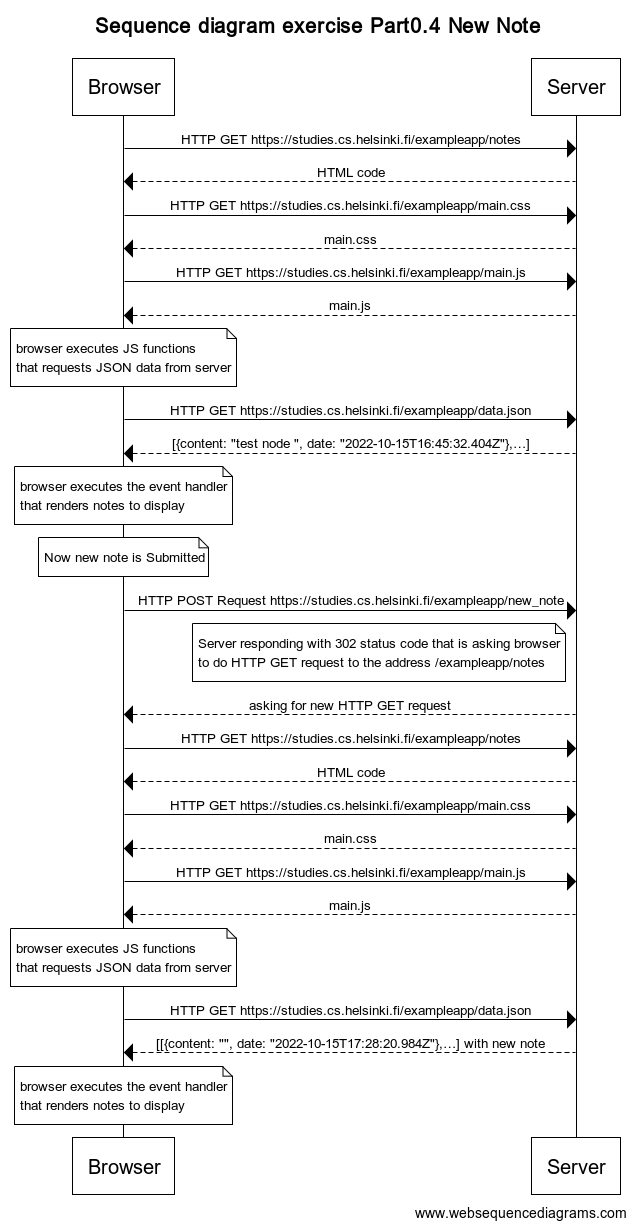 Sequence diagram exercise Part0.4 New Note
Browser
Server
HTTP GET https://studies.cs.helsinki.fi/exampleapp/notes
HTML code
HTTP GET https://studies.cs.helsinki.fi/exampleapp/main.css
main.css
HTTP GET https://studies.cs.helsinki.fi/exampleapp/main.js
main.js
browser executes JS functions
that requests JSON data from server
HTTP GET https://studies.cs.helsinki.fi/exampleapp/data.json
[{content: "test node ", date: "2022-10-15T16:45:32.404Z"},…]
browser executes the event handler
that renders notes to display
Now new note is Submitted
HTTP POST Request https://studies.cs.helsinki.fi/exampleapp/new_note
Server responding with 302 status code that is asking browser
to do HTTP GET request to the address /exampleapp/notes
asking for new HTTP GET request
HTTP GET https://studies.cs.helsinki.fi/exampleapp/notes
HTML code
HTTP GET https://studies.cs.helsinki.fi/exampleapp/main.css
main.css
HTTP GET https://studies.cs.helsinki.fi/exampleapp/main.js
main.js
browser executes JS functions
that requests JSON data from server
HTTP GET https://studies.cs.helsinki.fi/exampleapp/data.json
[[{content: "", date: "2022-10-15T17:28:20.984Z"},…] with new note
browser executes the event handler
that renders notes to display
Browser
Server
www.websequencediagrams.com